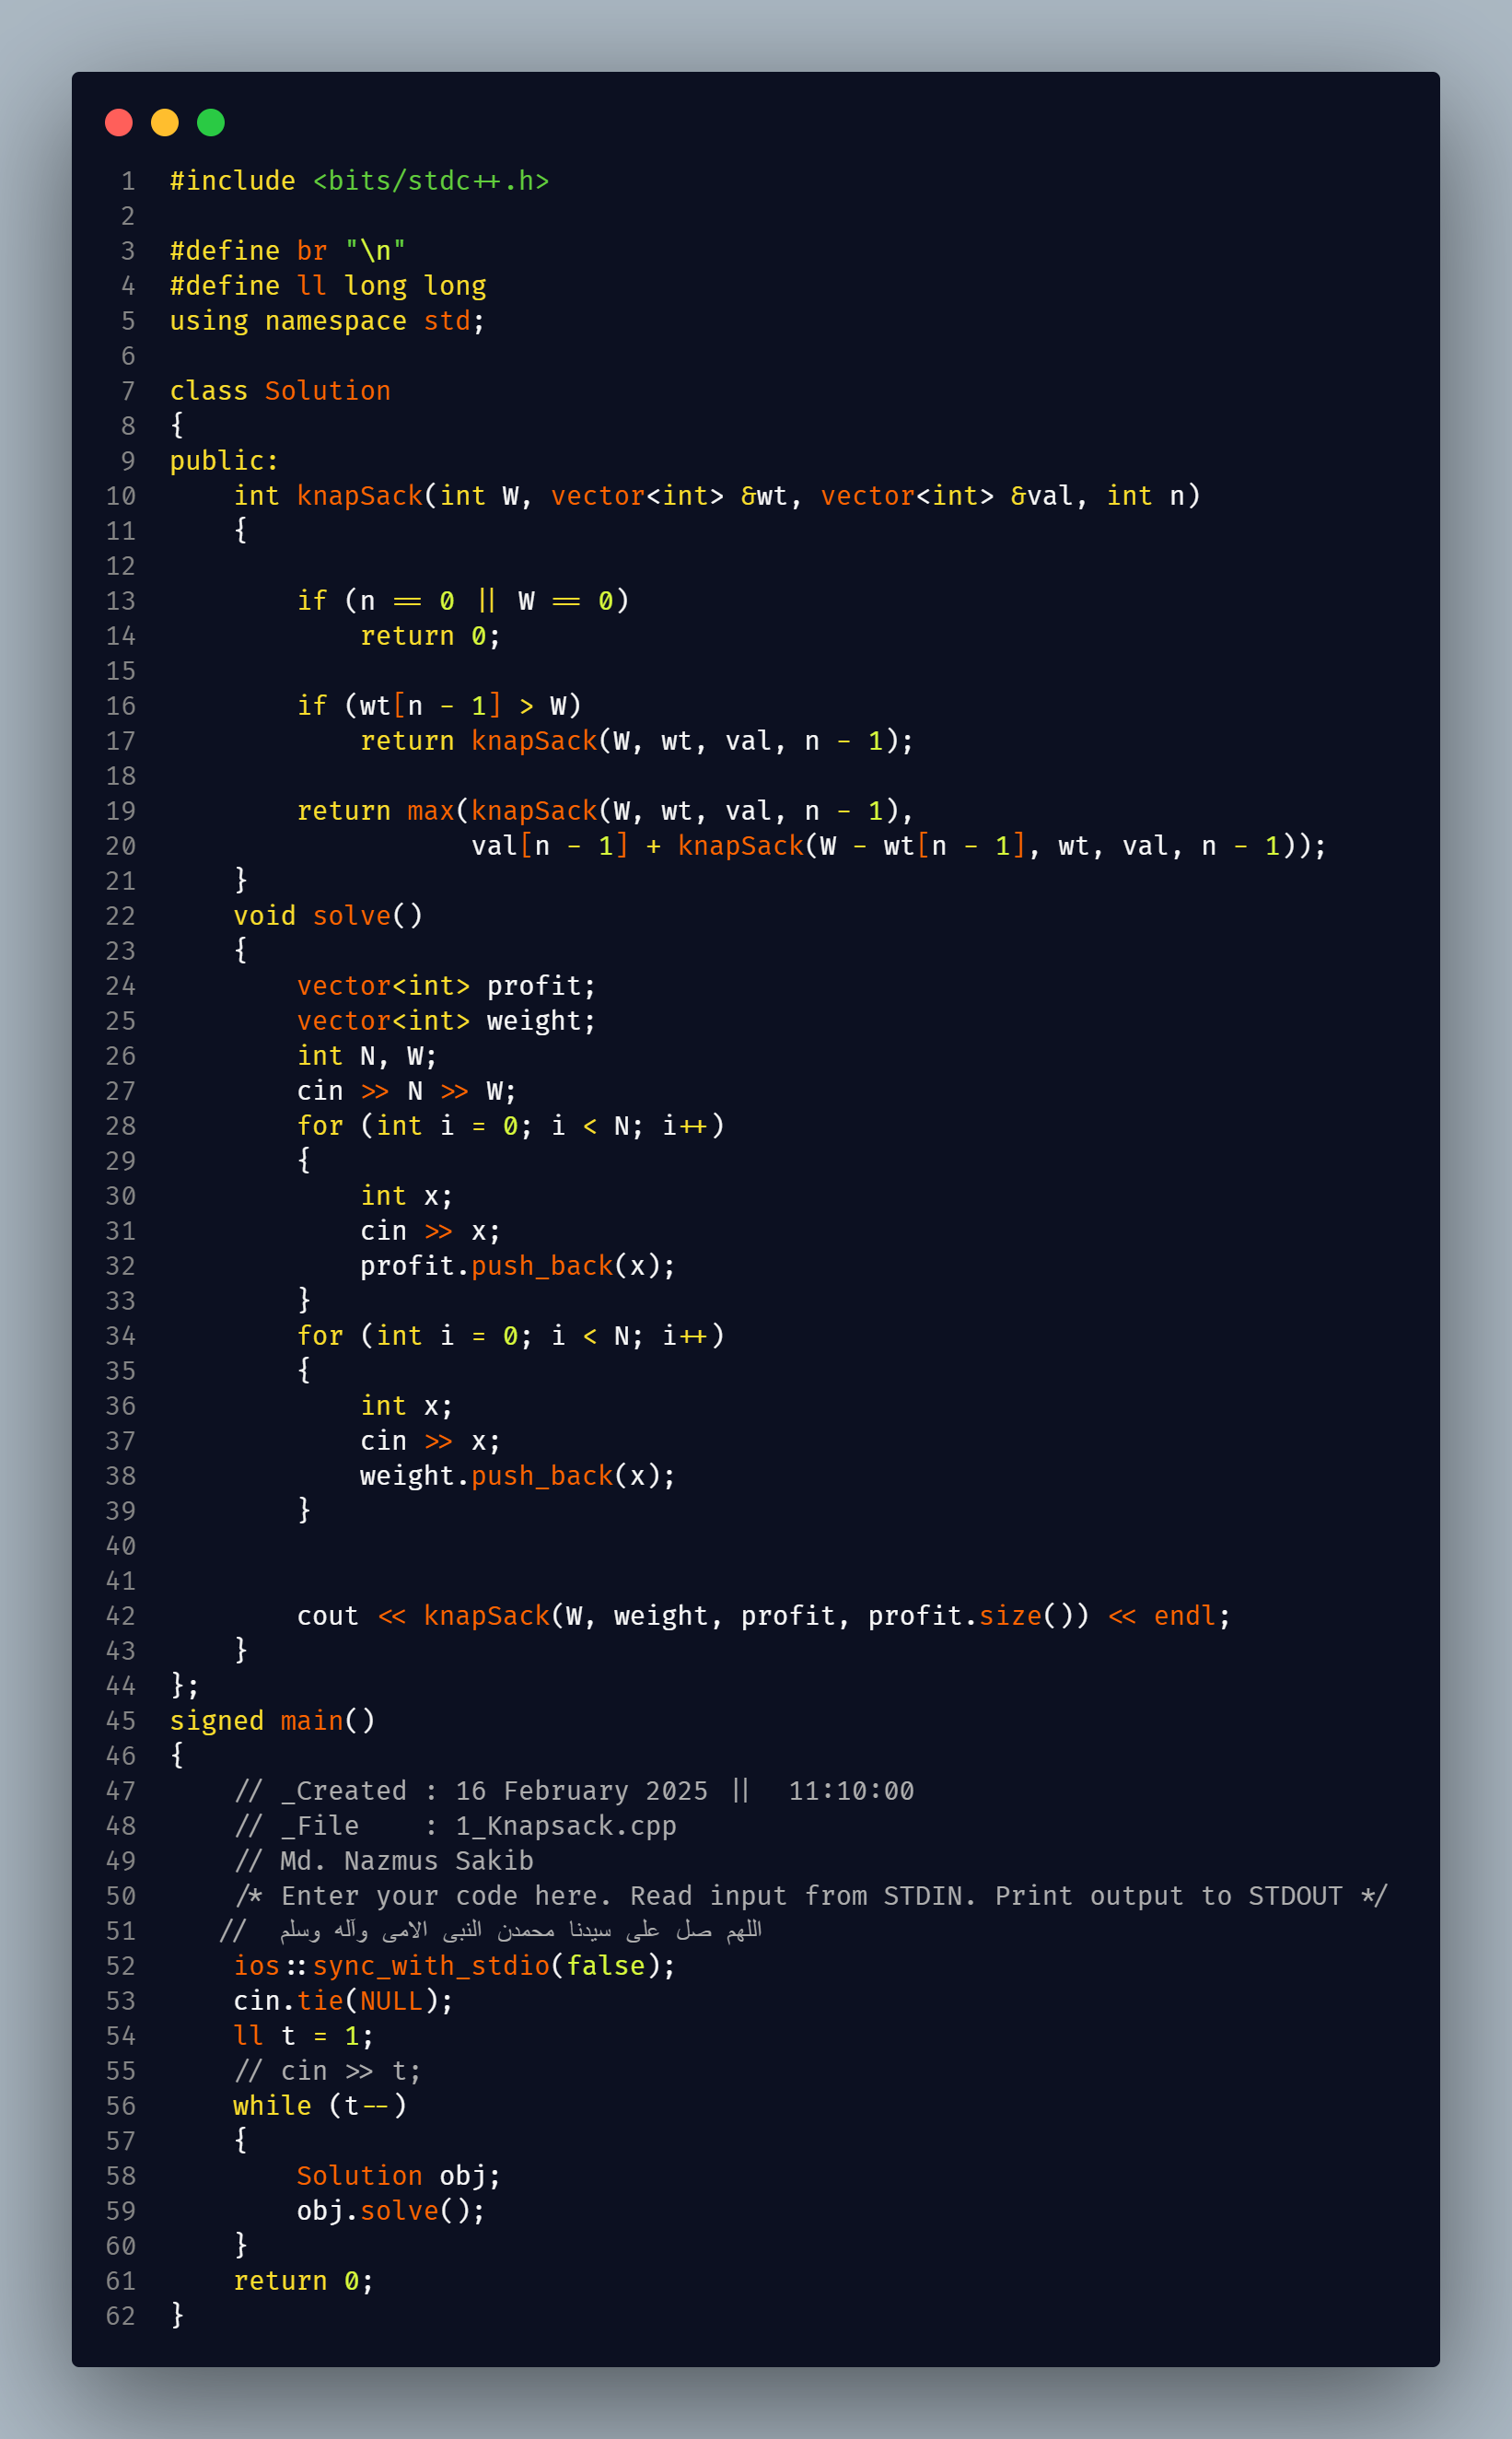 1 #include <bits/stdc++.h>
2
3 #define br "\n"
4 #define ll long long
5 using namespace std;
6
7 class Solution
8 {
9 public:
10     int knapSack(int W, vector<int> &wt, vector<int> &val, int n)
11     {
12
13         if (n == 0 || W == 0)
14             return 0;
15
16         if (wt[n - 1] > W)
17             return knapSack(W, wt, val, n - 1);
18
19         return max(knapSack(W, wt, val, n - 1),
20                    val[n - 1] + knapSack(W - wt[n - 1], wt, val, n - 1));
21     }
22     void solve()
23     {
24         vector<int> profit;
25         vector<int> weight;
26         int N, W;
27         cin >> N >> W;
28         for (int i = 0; i < N; i++)
29         {
30             int x;
31             cin >> x;
32             profit.push_back(x);
33         }
34         for (int i = 0; i < N; i++)
35         {
36             int x;
37             cin >> x;
38             weight.push_back(x);
39         }
40
41
42         cout << knapSack(W, weight, profit, profit.size()) << endl;
43     }
44 };
45 signed main()
46 {
47     // _Created : 16 February 2025 ||  11:10:00
48     // _File    : 1_Knapsack.cpp
49     // Md. Nazmus Sakib
50     /* Enter your code here. Read input from STDIN. Print output to STDOUT */
51    //  اللهم صل على سيدنا محمدن النبى الامى وآله وسلم
52     ios::sync_with_stdio(false);
53     cin.tie(NULL);
54     ll t = 1;
55     // cin >> t;
56     while (t--)
57     {
58         Solution obj;
59         obj.solve();
60     }
61     return 0;
62 }